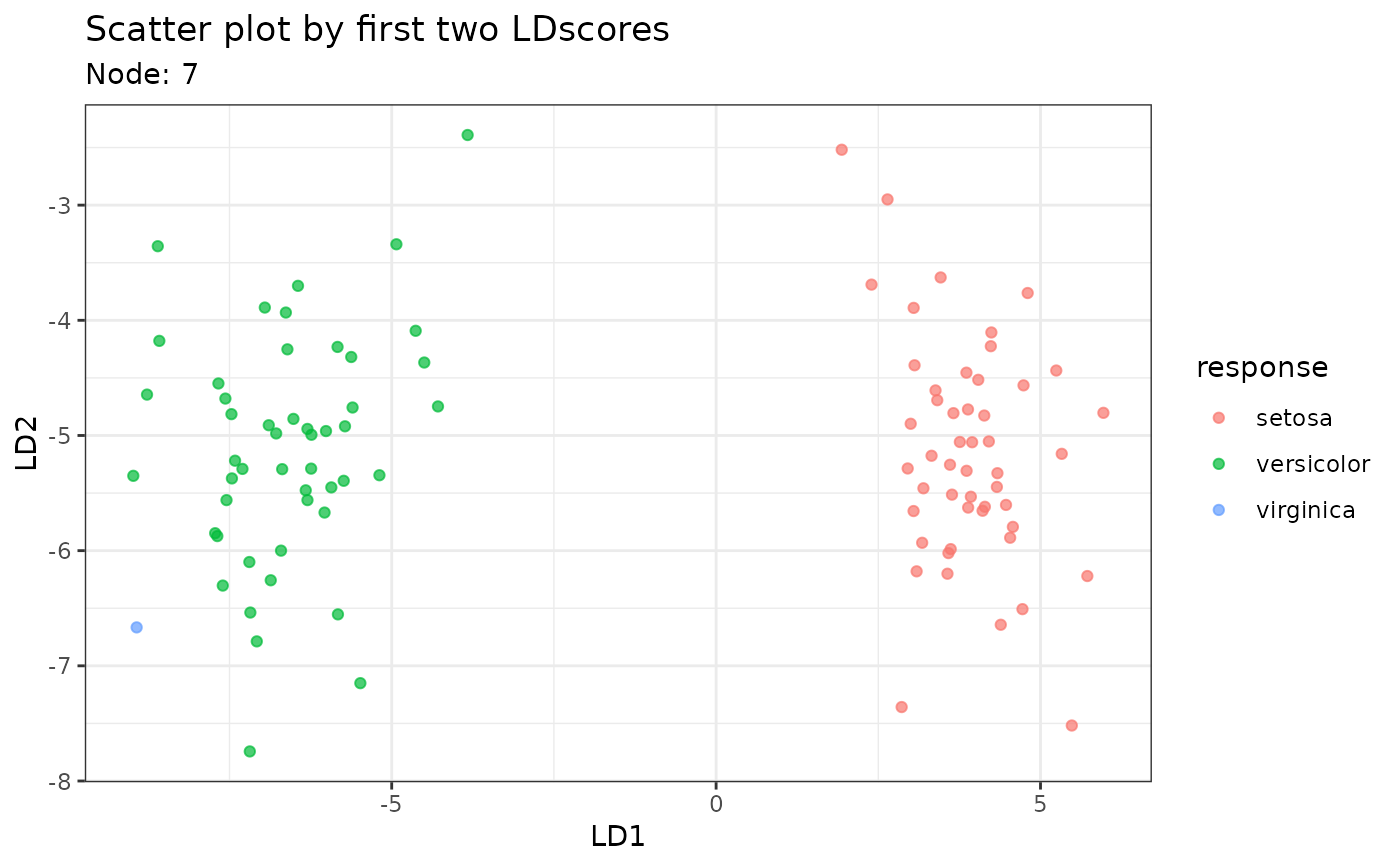 Scatter plot by first two LDscores
Node: 7
LD2
-3
-4
-5
-6
-7
-8
-5 0 5
LD1
response
setosa
versicolor
virginica